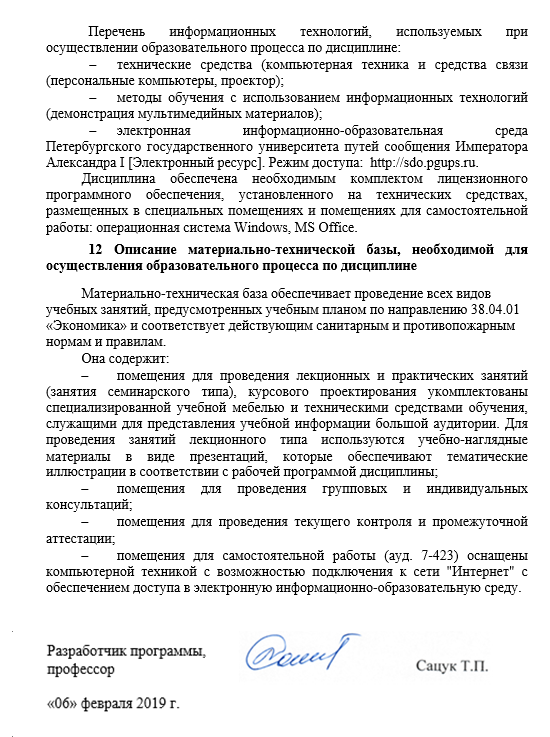 Перечень информационных технологий, используемых при
осуществлении образовательного процесса по дисциплине:
– технические средства (компьютерная техника и средства связи
(персональные компьютеры, проектор);
– методы обучения с использованием информационных технологий
(демонстрация мультимедийных материалов);
– электронная информационно-образовательная среда
Петербургского государственного университета путей сообщения Императора
Александра I [Электронный ресурс]. Режим доступа: http://sdo.pgups.ru.
Дисциплина обеспечена необходимым комплектом лицензионного
программного обеспечения, установленного на технических средствах,
размещенных в специальных помещениях и помещениях для самостоятельной
работы: операционная система Windows, MS Office.
12 Описание материально-технической базы, необходимой для
осуществления образовательного процесса по дисциплине
Материально-техническая база обеспечивает проведение всех видов
учебных занятий, предусмотренных учебным планом по направлению 38.04.01
«Экономика» и соответствует действующим санитарным и противопожарным
нормам и правилам.
Она содержит:
– помещения для проведения лекционных и практических занятий
(занятия семинарского типа), курсового проектирования укомплектованы
специализированной учебной мебелью и техническими средствами обучения,
служащими для представления учебной информации большой аудитории. Для
проведения занятий лекционного типа используются учебно-наглядные
материалы в виде презентаций, которые обеспечивают тематические
иллюстрации в соответствии с рабочей программой дисциплины;
– помещения для проведения групповых и индивидуальных
консультаций;
– помещения для проведения текущего контроля и промежуточной
аттестации;
– помещения для самостоятельной работы (ауд. 7-423) оснащены
компьютерной техникой с возможностью подключения к сети "Интернет" с
обеспечением доступа в электронную информационно-образовательную среду.
Разработчик программы,
профессор
Сацук Т.П.
«06» февраля 2019 г.